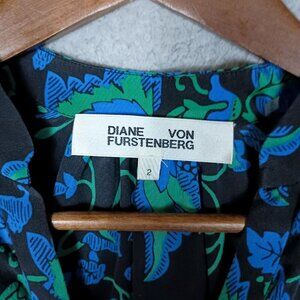 DIANE VON
FURSTENBERG
2